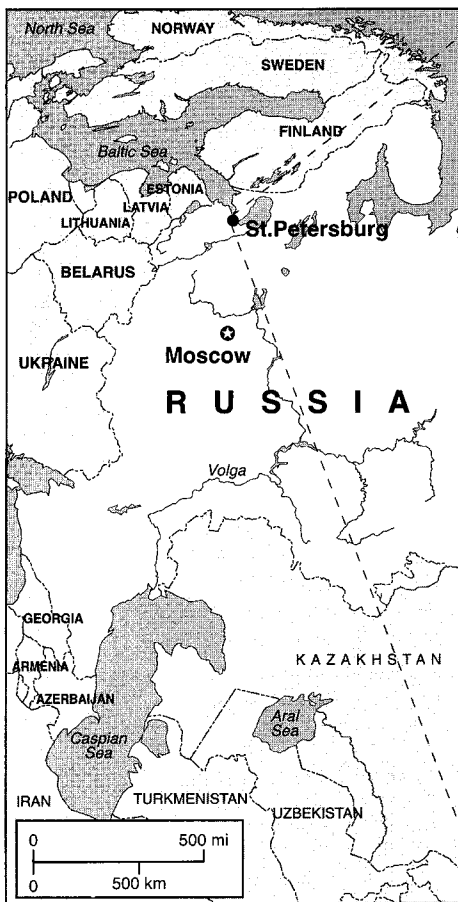 North Sea
NORWAY
SWEDEN
FINLAND
Baltic Sea
ESTONIA
POLAND
LATVIA
LITHUANIA
St.Petersburg
BELARUS
UKRAINE
Moscow
RUSSIA
Volga
GEORGIA
KAZAKHSTAN
ARMENIA
AZERBAIJAN
Aral
Sea
Caspian
Sea
IRAN
TURKMENISTAN
UZBEKISTAN
0 500 mi
0 500 km